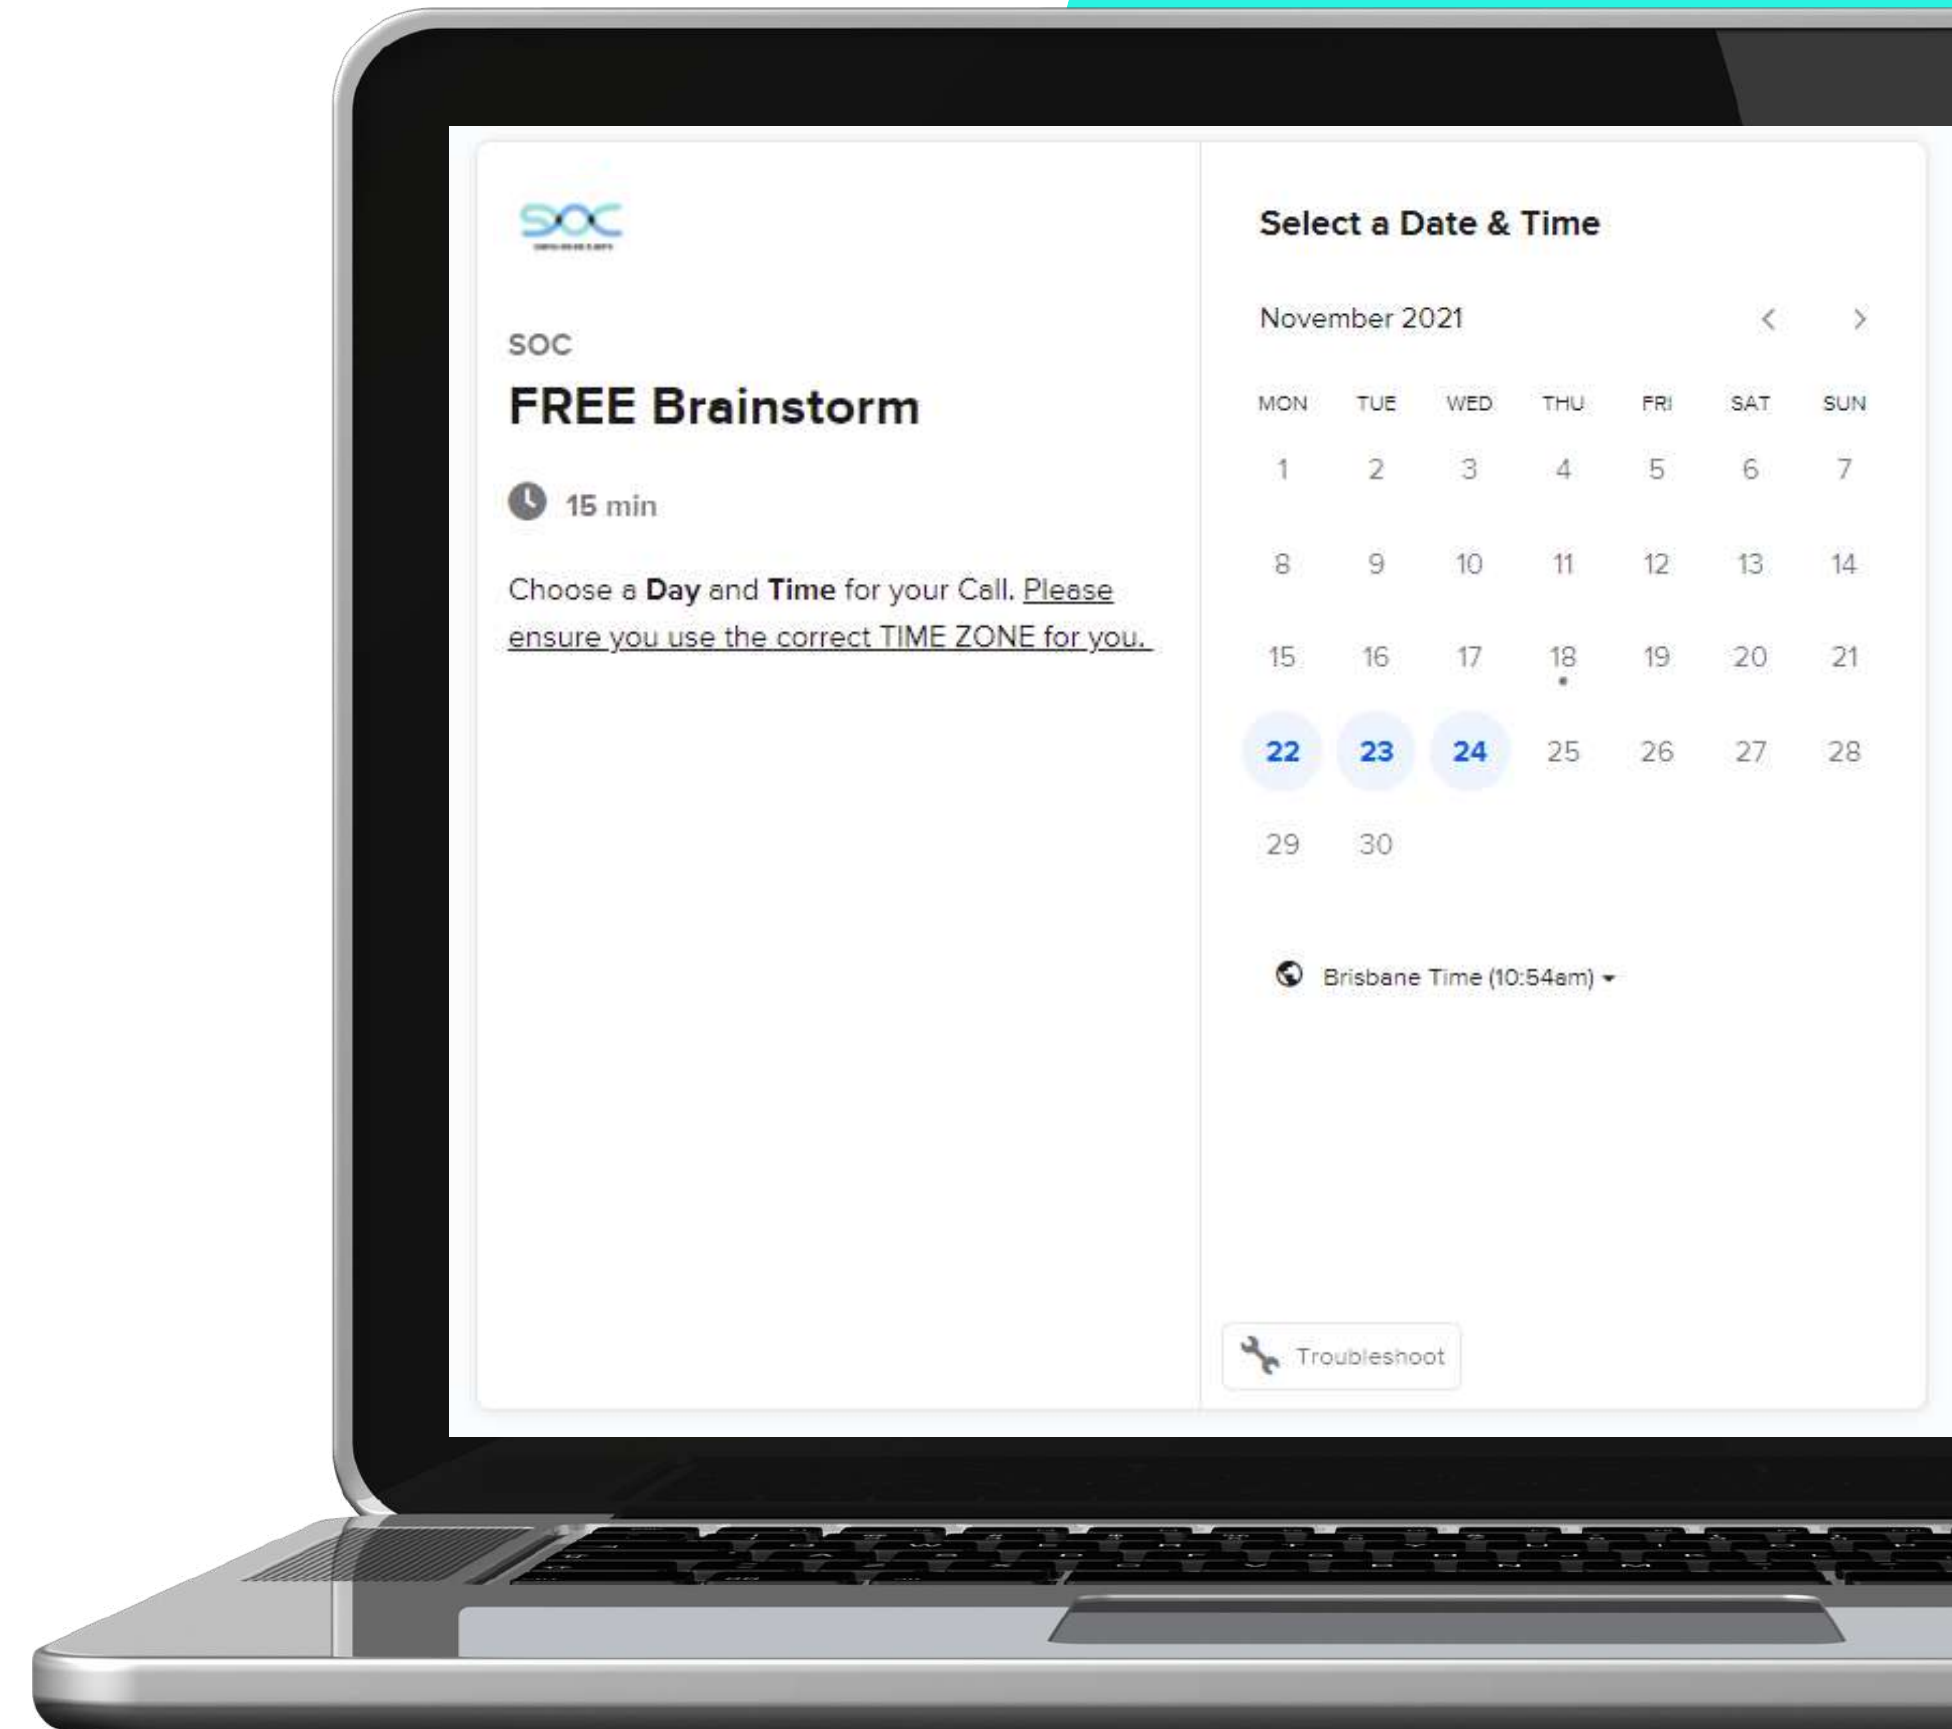 SOC
SOC
FREE Brainstorm
15 min
Choose a Day and Time for your Call. Please
ensure you use the correct TIME ZONE for you.
Select a Date & Time
November 2021
MON TUE WED THU FRI SAT SUN
1 2 3 4 5 6 7
8 9 10 11 12 13 14
15 16 17 18 19 20 21
22 23 24 25 26 27 28
29 30
Brisbane Time (10:54am)
Troubleshoot